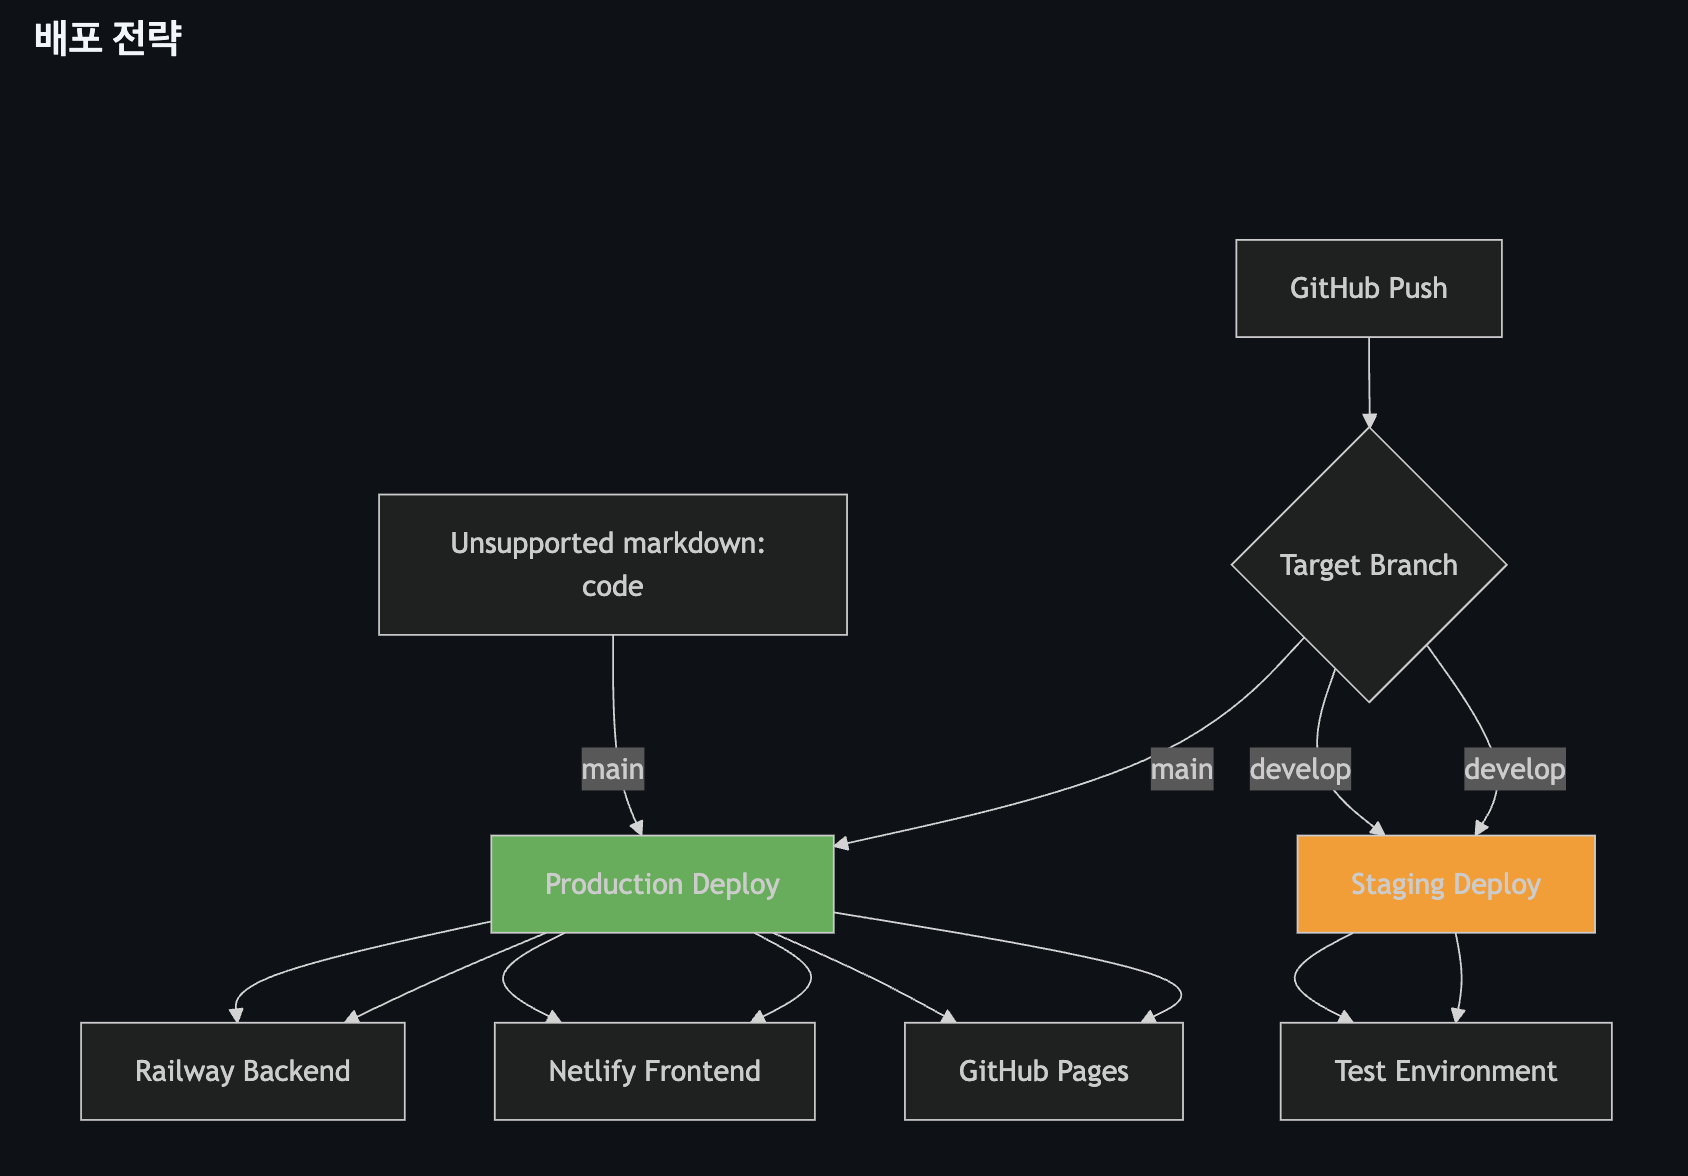 배포 전략
GitHub Push
Unsupported markdown:
code
Target Branch
main
main
develop
develop
Production Deploy
Staging Deploy
Railway Backend
Netlify Frontend
GitHub Pages
Test Environment